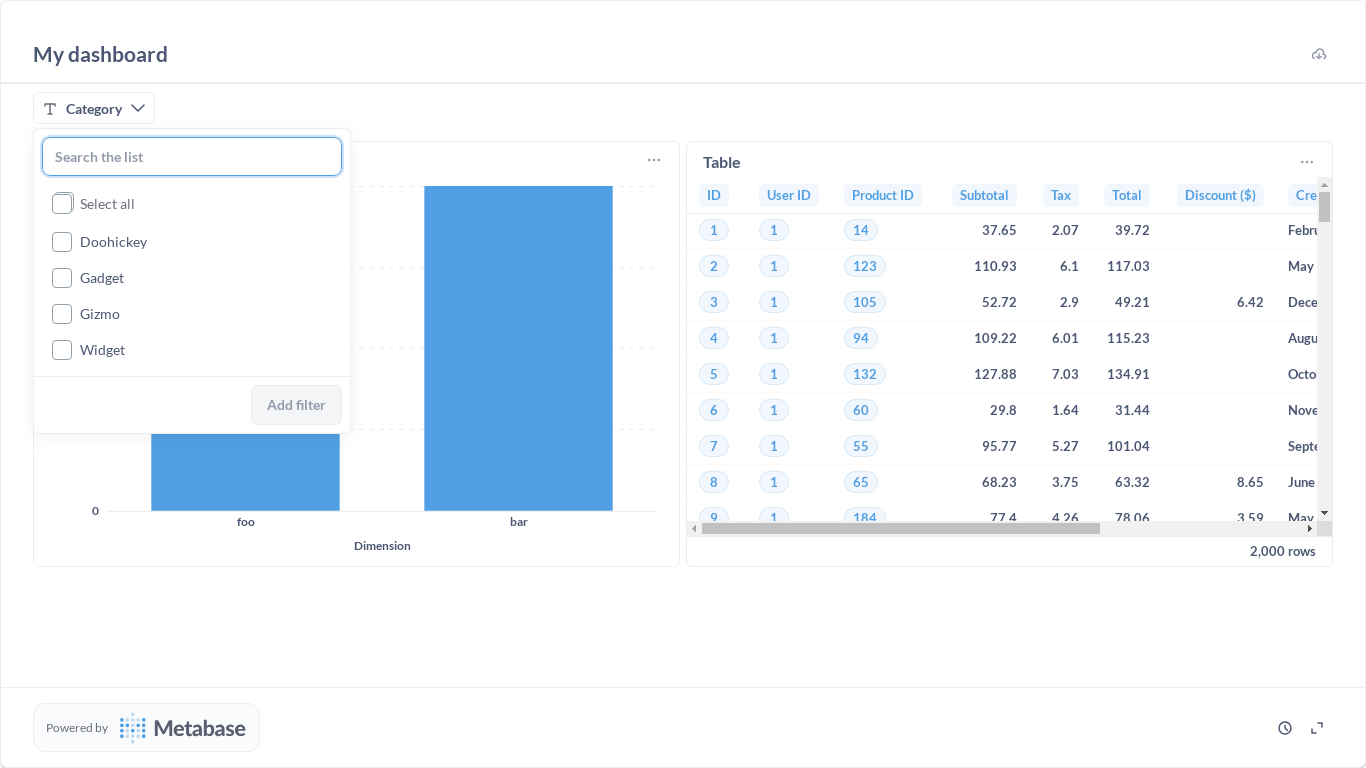 My dashboard
Category
Search the list
Select all
Doohickey
Gadget
Gizmo
Widget
Add filter
0
foo bar
Dimension
Table
ID User ID Product ID Subtotal Tax Total Discount ($) Cre
1 1 14 37.65 2.07 39.72 Febru
2 1 123 110.93 6.1 117.03 May
3 1 105 52.72 2.9 49.21 6.42 Dece
4 1 94 109.22 6.01 115.23 Augu
5 1 132 127.88 7.03 134.91 Octo
6 1 60 29.8 1.64 31.44 Nove
7 1 55 95.77 5.27 101.04 Septe
8 1 65 68.23 3.75 63.32 8.65 June
9 1 184 77.4 4.26 78.06 3.59 May
2,000 rows
Powered by Metabase